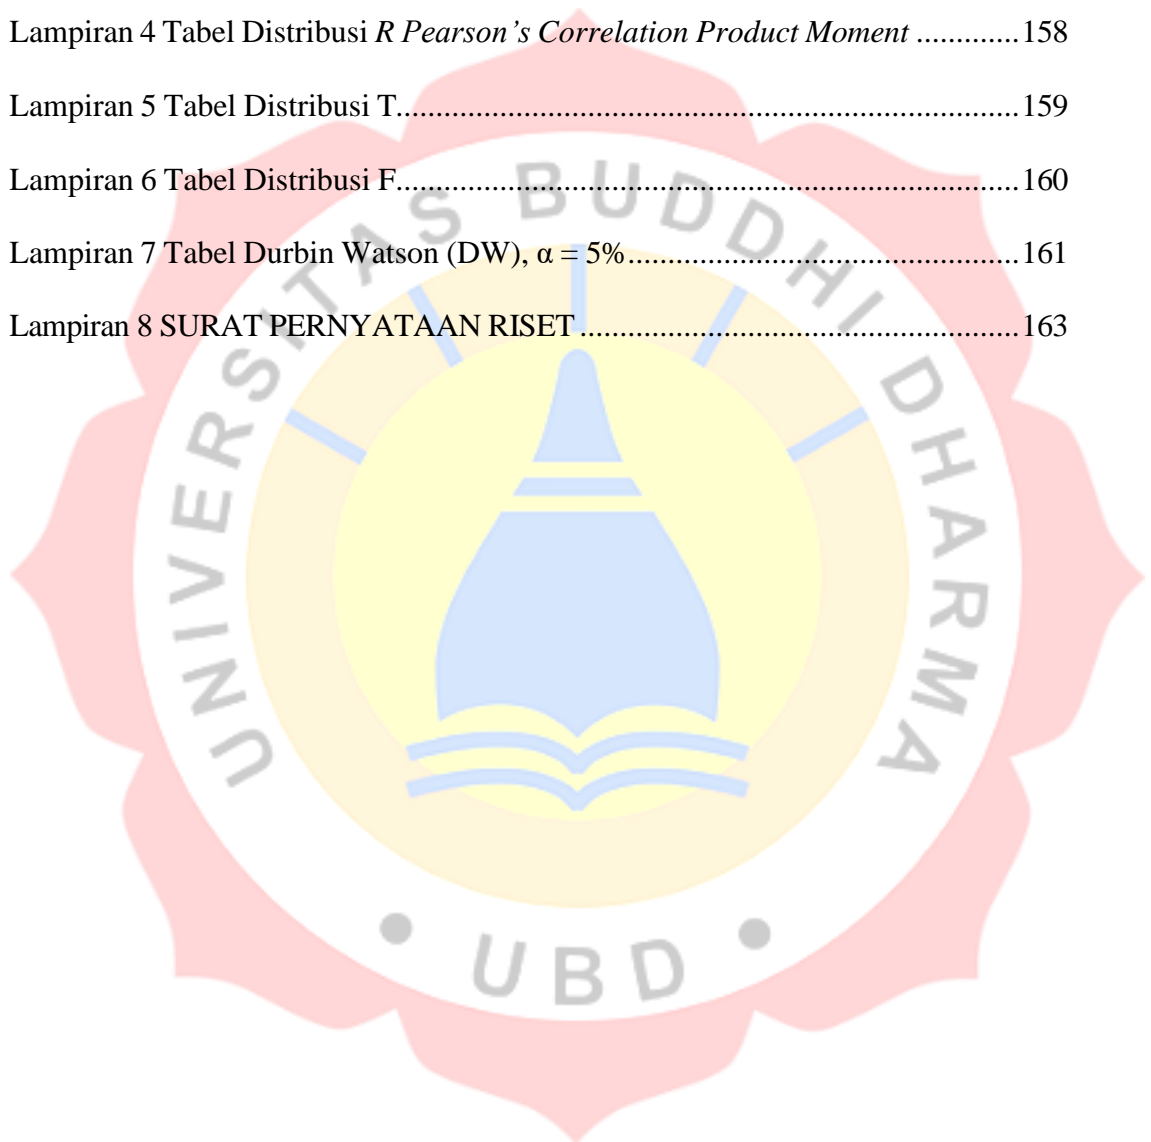 Lampiran 4 Tabel Distribusi R Pearson’s Correlation Product Moment .............158
Lampiran 5 Tabel Distribusi T...............................................................................159
Lampiran 6 Tabel Distribusi F...............................................................................160
Lampiran 7 Tabel Durbin Watson (DW), α = 5%..................................................161
Lampiran 8 SURAT PERNYATAAN RISET........................................................163
UNIVERSITAS BUDDHI DHARMA
• UBD •